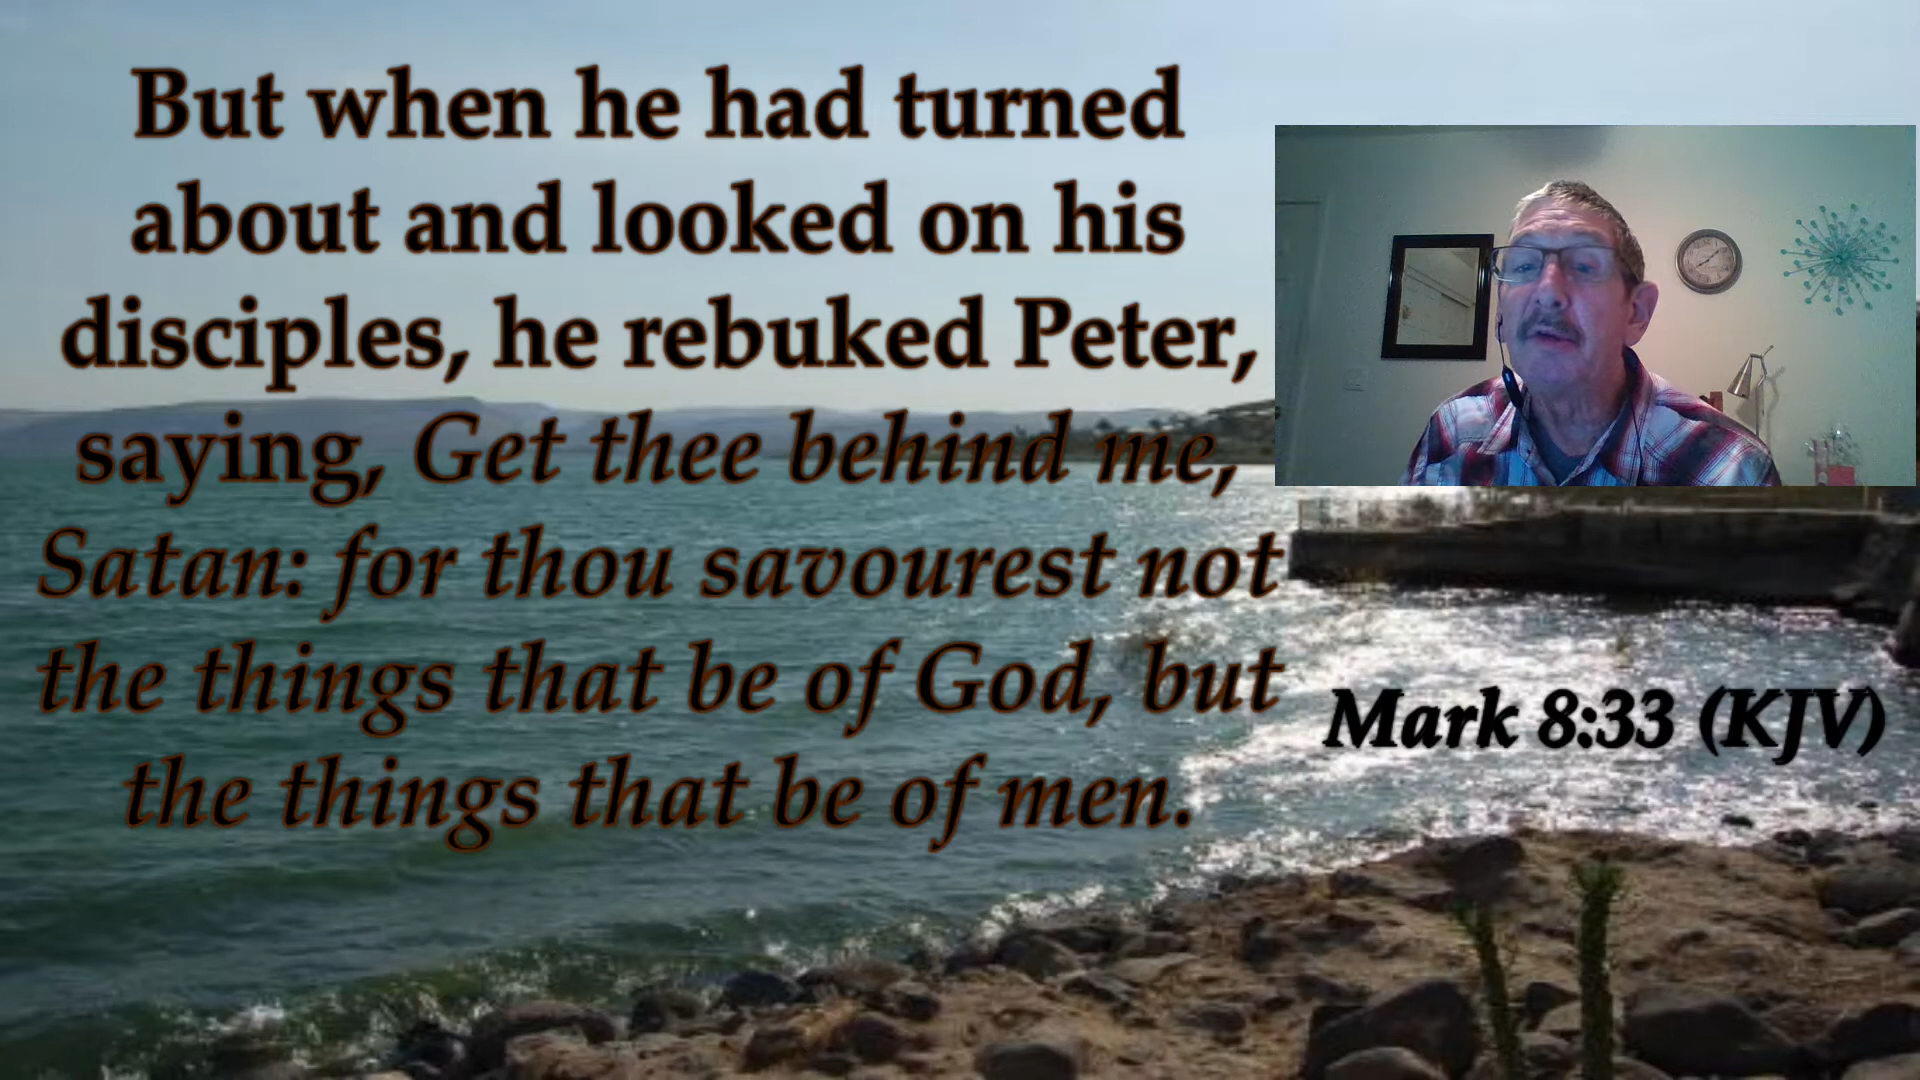 But when he had turned
about and looked on his
disciples, he rebuked Peter,
saying, Get thee behind me,
Satan: for thou savourest not
the things that be of God, but
the things that be of men.
Mark 8:33 (KJV)